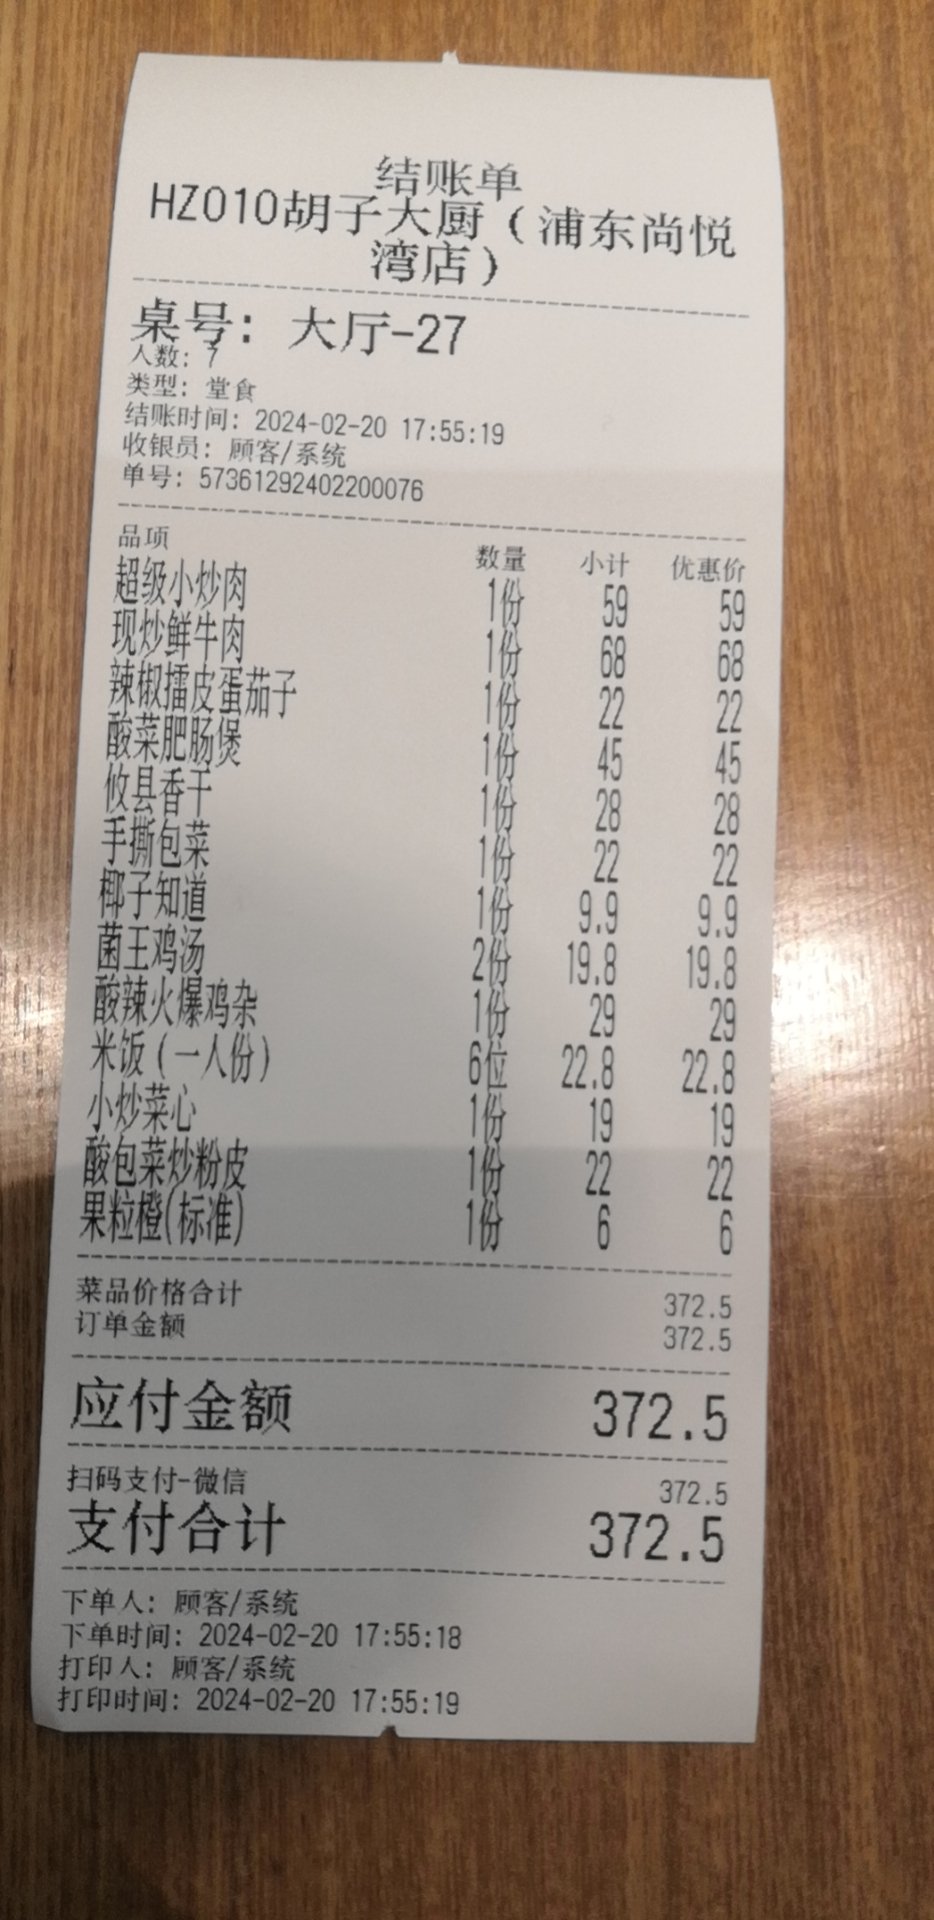 结账单
HZ010胡子大厨（浦东尚悦
湾店）
桌号：大厅-27
人数：7
类型：堂食
结账时间：2024-02-20 17:55:19
收银员：顾客/系统
单号：57361292402200076
品项 数量 小计 优惠价
超级小炒肉 1份 59 59
现炒鲜牛肉 1份 68 68
辣椒擂皮蛋茄子 1份 22 22
酸菜肥肠煲 1份 45 45
攸县香干 1份 28 28
手撕包菜 1份 22 22
椰子知道 1份 9.9 9.9
菌王鸡汤 2份 19.8 19.8
酸辣火爆鸡杂 1份 29 29
米饭（一人份） 6位 22.8 22.8
小炒菜心 1份 19 19
酸包菜炒粉皮 1份 22 22
果粒橙(标准) 1份 6 6
菜品价格合计 372.5
订单金额 372.5
应付金额 372.5
扫码支付-微信 372.5
支付合计 372.5
下单人：顾客/系统
下单时间：2024-02-20 17:55:18
打印人：顾客/系统
打印时间：2024-02-20 17:55:19